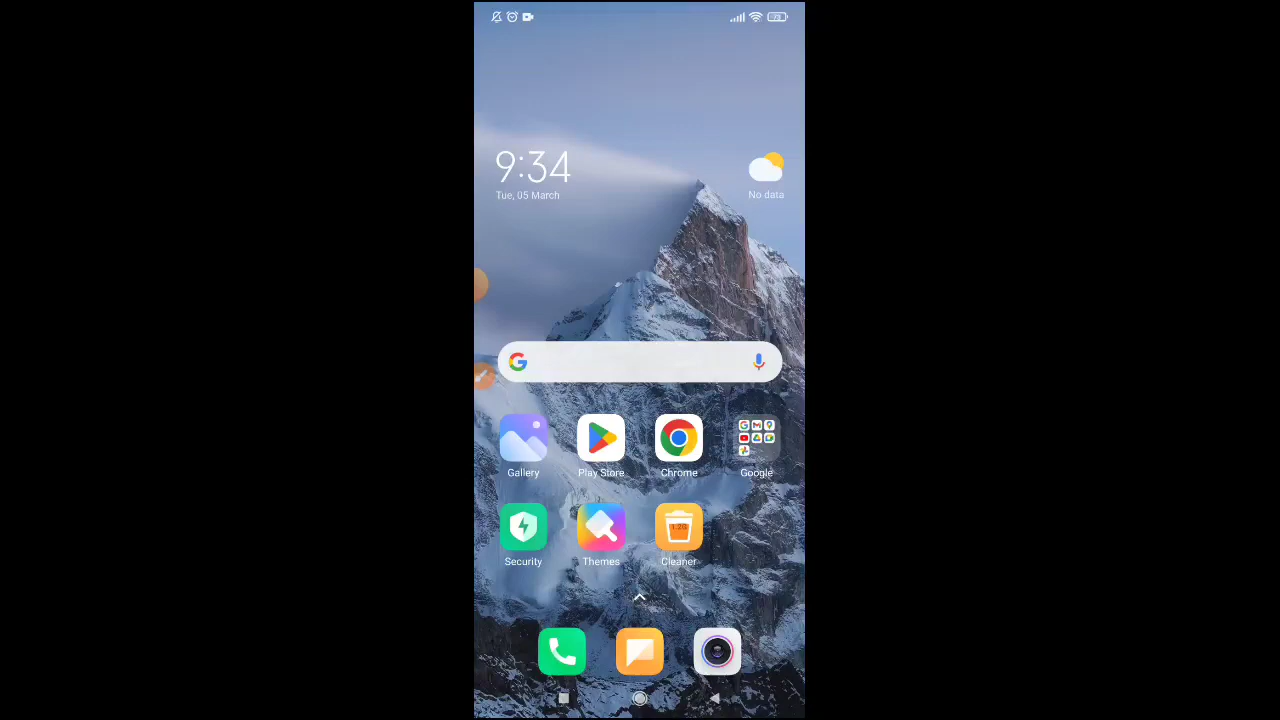 9:34
Tue, 05 March
No data
Gallery
Play Store
Chrome
Google
Security
Themes
Cleaner